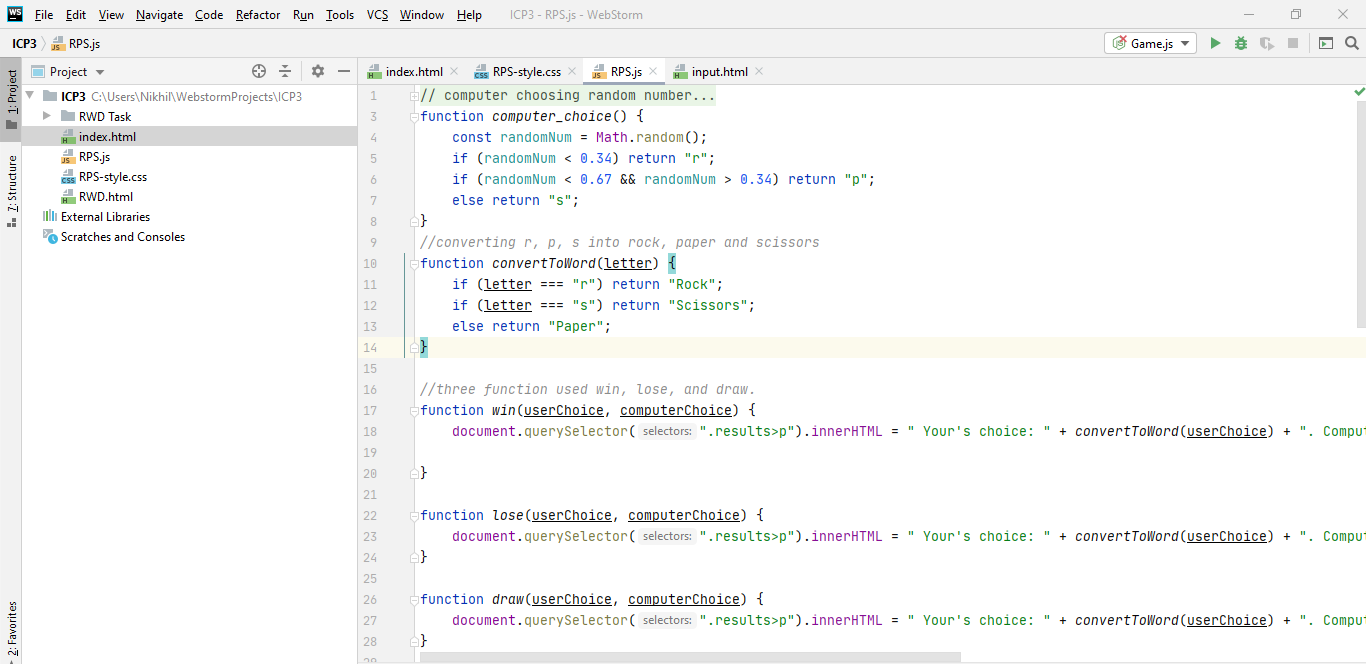 File Edit View Navigate Code Refactor Run Tools VCS Window Help ICP3 - RPS.js - WebStorm
ICP3 RPS.js Game.js
Project
index.html RPS-style.css RPS.js input.html
1: Project
7: Structure
2: Favorites
ICP3 C:\Users\Nikhil\WebstormProjects\ICP3
RWD Task
index.html
RPS.js
RPS-style.css
RWD.html
External Libraries
Scratches and Consoles
1 // computer choosing random number...
3 function computer_choice() {
4 const randomNum = Math.random();
5 if (randomNum < 0.34) return "r";
6 if (randomNum < 0.67 && randomNum > 0.34) return "p";
7 else return "s";
8 }
9 //converting r, p, s into rock, paper and scissors
10 function convertToWord(letter) {
11 if (letter === "r") return "Rock";
12 if (letter === "s") return "Scissors";
13 else return "Paper";
14 }
15
16 //three function used win, lose, and draw.
17 function win(userChoice, computerChoice) {
18 document.querySelector( selectors: ".results>p").innerHTML = " Your's choice: " + convertToWord(userChoice) + ". Comput
19
20 }
21
22 function lose(userChoice, computerChoice) {
23 document.querySelector( selectors: ".results>p").innerHTML = " Your's choice: " + convertToWord(userChoice) + ". Comput
24 }
25
26 function draw(userChoice, computerChoice) {
27 document.querySelector( selectors: ".results>p").innerHTML = " Your's choice: " + convertToWord(userChoice) + ". Comput
28 }